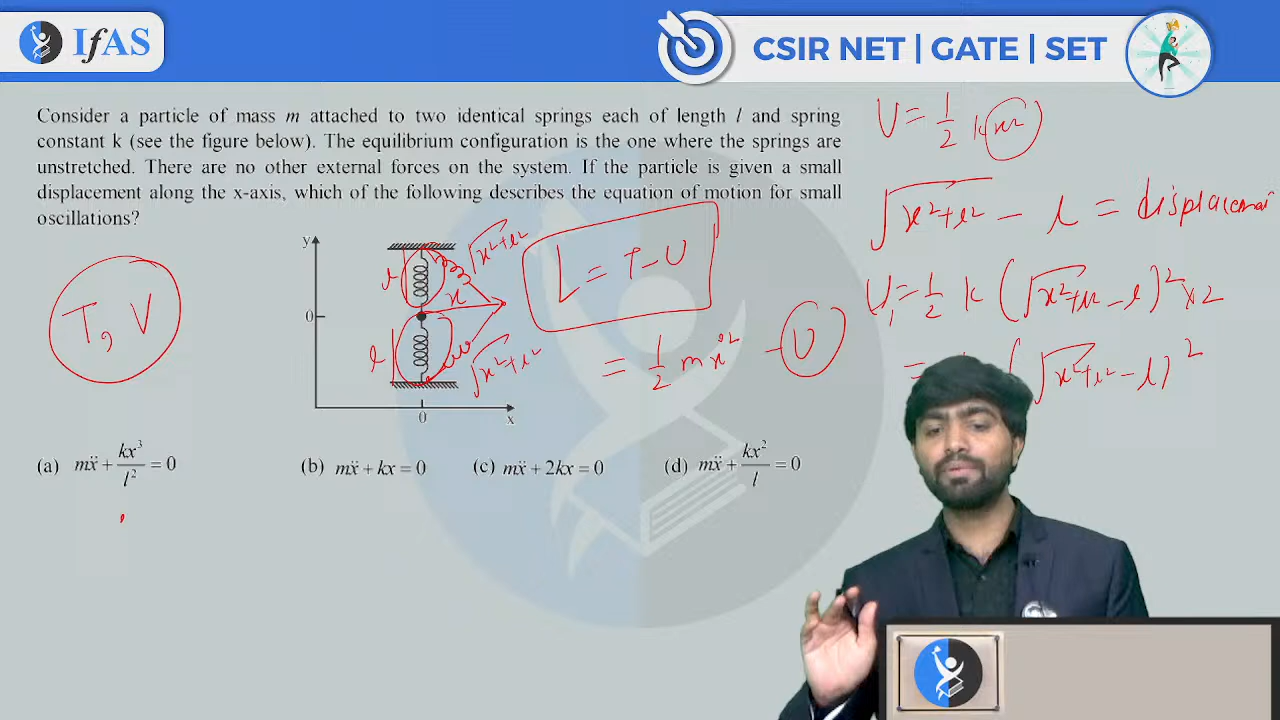 IfAS
CSIR NET | GATE | SET
Consider a particle of mass m attached to two identical springs each of length l and spring
constant k (see the figure below). The equilibrium configuration is the one where the springs are
unstretched. There are no other external forces on the system. If the particle is given a small
displacement along the x-axis, which of the following describes the equation of motion for small
oscillations?
U = 1/2 k(x²)
√x²+l² - l = displacement
T, V
y
0
0
x
l
l
x
√x²+l²
√x²+l²
L = T - U
= 1/2 mẋ² - U
U, = 1/2 k (√x²+l² - l)² × 2
= (√x²+l² - l)²
(a) mẍ + kx³/l² = 0
(b) mẍ + kx = 0
(c) mẍ + 2kx = 0
(d) mẍ + kx²/l = 0